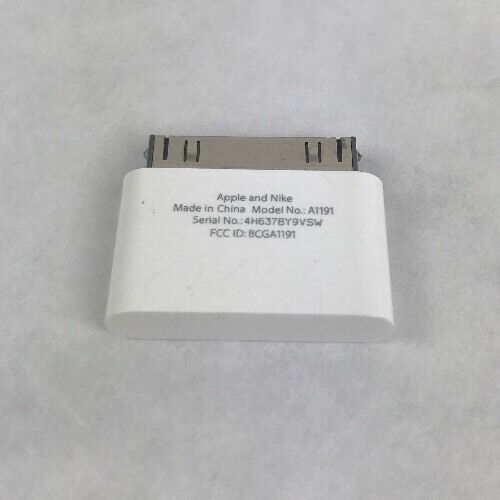 Apple and Nike
Made in China Model No.: A1191
Serial No.: 4H637BY9VSW
FCC ID: BCGA1191